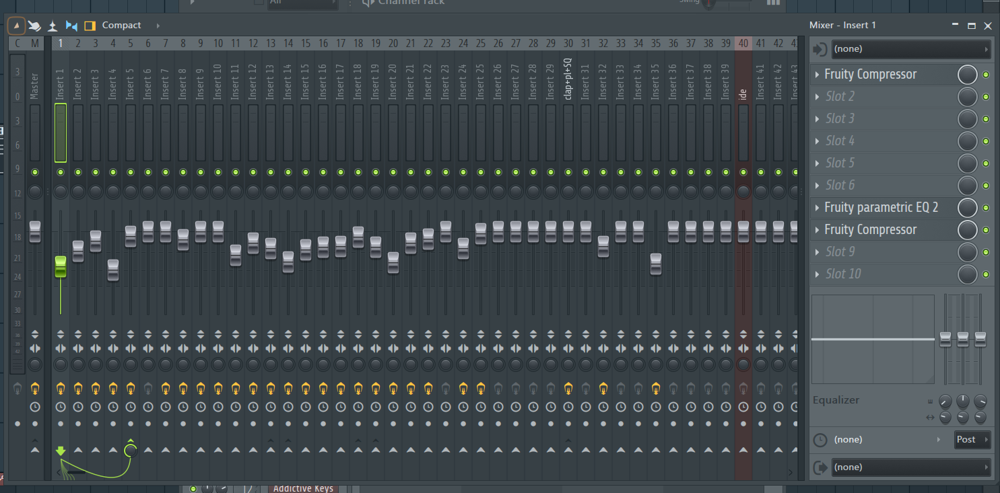 All
Channel rack
Swing
Compact
Mixer - Insert 1
C M 1 2 3 4 5 6 7 8 9 10 11 12 13 14 15 16 17 18 19 20 21 22 23 24 25 26 27 28 29 30 31 32 33 34 35 36 37 38 39 40 41 42
(none)
Master
Insert 1
Insert 2
Insert 3
Insert 4
Insert 5
Insert 6
Insert 7
Insert 8
Insert 9
Insert 10
Insert 11
Insert 12
Insert 13
Insert 14
Insert 15
Insert 16
Insert 17
Insert 18
Insert 19
Insert 20
Insert 21
Insert 22
Insert 23
Insert 24
Insert 25
Insert 26
Insert 27
Insert 28
Insert 29
clap+pl+SQ
Insert 31
Insert 32
Insert 33
Insert 34
Insert 35
Insert 36
Insert 37
Insert 38
Insert 39
ide
Insert 41
Insert 42
Insert 43
3
0
3
6
9
12
15
18
21
24
27
30
33
Fruity Compressor
Slot 2
Slot 3
Slot 4
Slot 5
Slot 6
Fruity parametric EQ 2
Fruity Compressor
Slot 9
Slot 10
Equalizer
(none)
Post
(none)
Addictive Keys